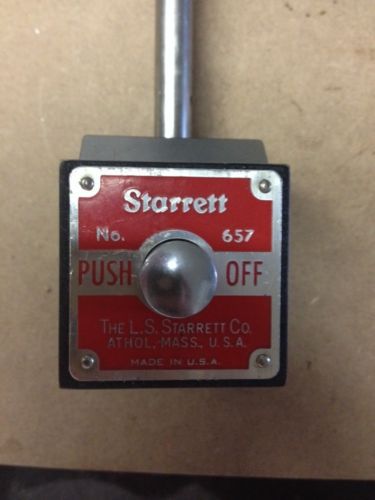 Starrett
No. 657
PUSH OFF
THE L.S. STARRETT CO.
ATHOL, MASS., U.S.A.
MADE IN U.S.A.